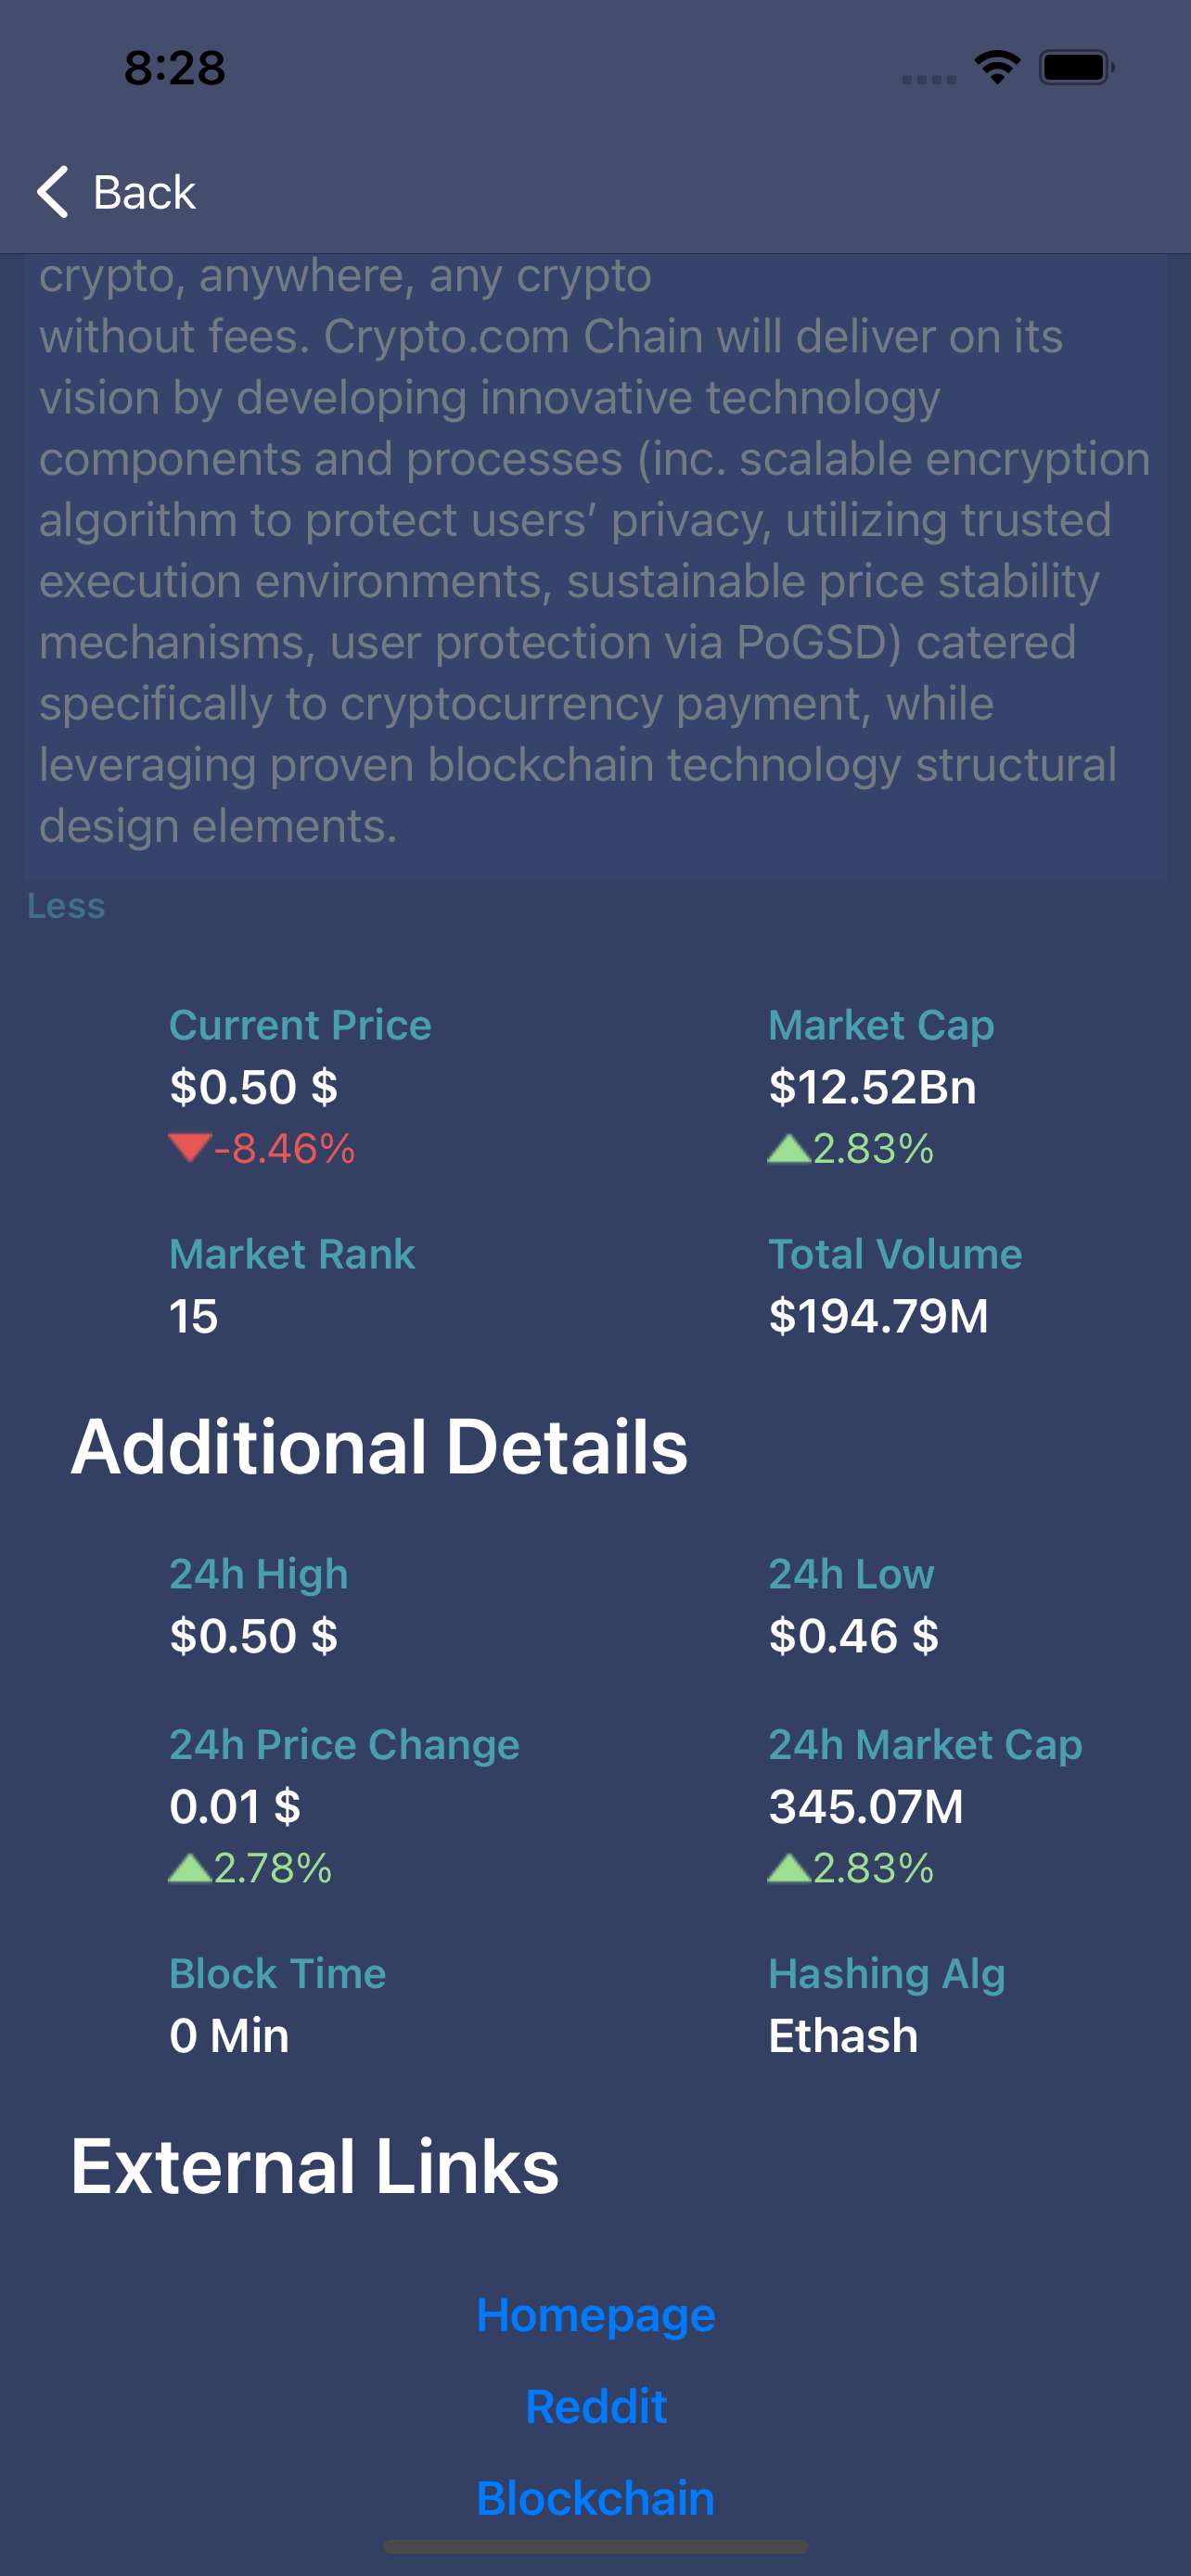 8:28
Back
crypto, anywhere, any crypto
without fees. Crypto.com Chain will deliver on its
vision by developing innovative technology
components and processes (inc. scalable encryption
algorithm to protect users’ privacy, utilizing trusted
execution environments, sustainable price stability
mechanisms, user protection via PoGSD) catered
specifically to cryptocurrency payment, while
leveraging proven blockchain technology structural
design elements.
Less
Current Price
$0.50 $
-8.46%
Market Cap
$12.52Bn
2.83%
Market Rank
15
Total Volume
$194.79M
Additional Details
24h High
$0.50 $
24h Low
$0.46 $
24h Price Change
0.01 $
2.78%
24h Market Cap
345.07M
2.83%
Block Time
0 Min
Hashing Alg
Ethash
External Links
Homepage
Reddit
Blockchain